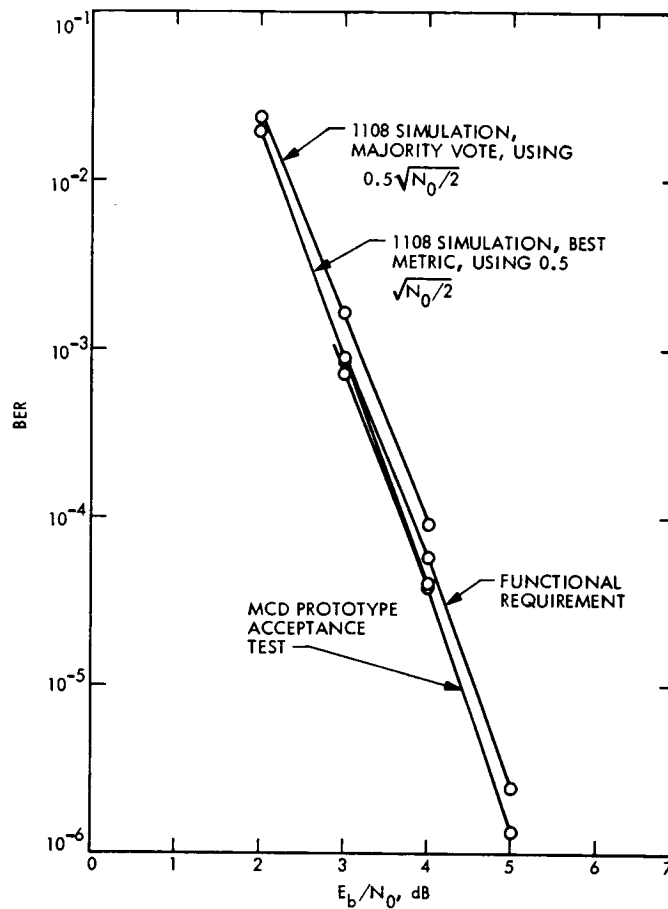 10^-1
10^-2
10^-3
10^-4
10^-5
10^-6
BER
1108 SIMULATION,
MAJORITY VOTE, USING
0.5√N₀/2
1108 SIMULATION, BEST
METRIC, USING 0.5
√N₀/2
FUNCTIONAL
REQUIREMENT
MCD PROTOTYPE
ACCEPTANCE
TEST
0 1 2 3 4 5 6 7
E_b/N₀, dB